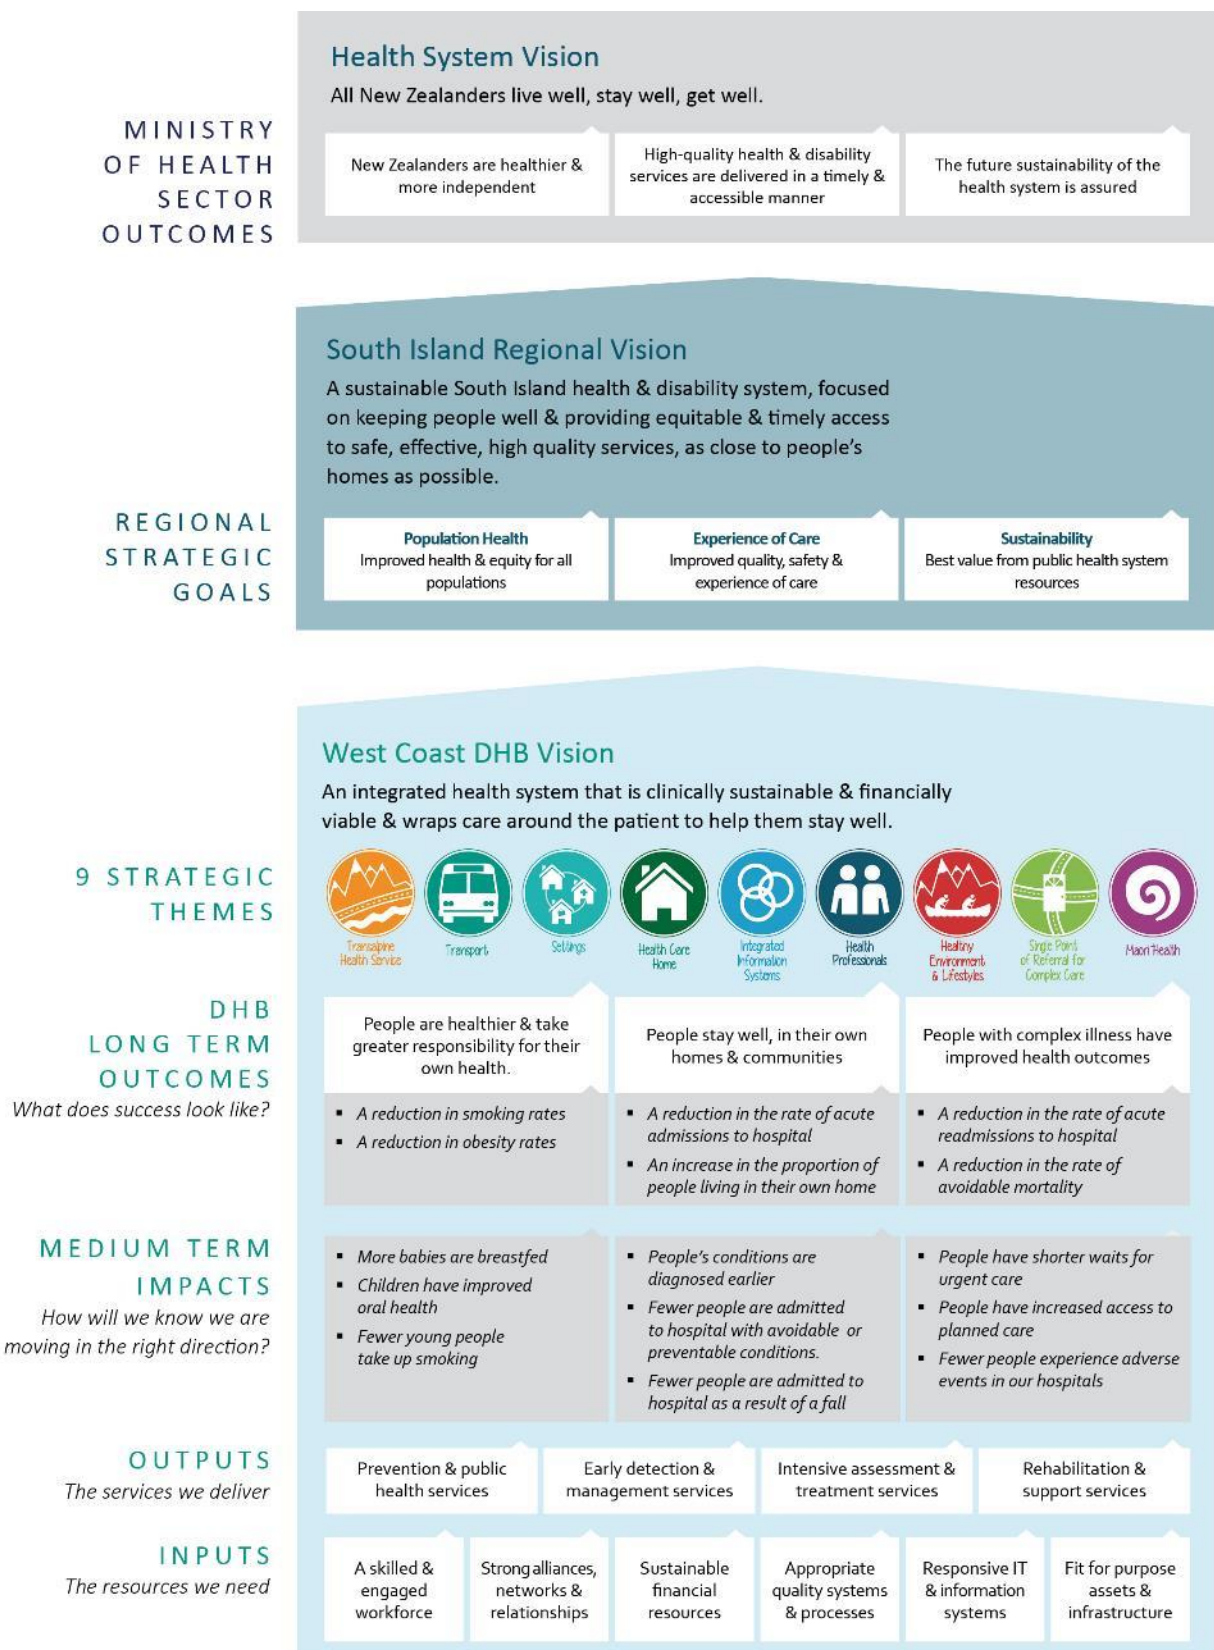 Health System Vision
All New Zealanders live well, stay well, get well.
MINISTRY
OF HEALTH
SECTOR
OUTCOMES
New Zealanders are healthier &
more independent
High-quality health & disability
services are delivered in a timely &
accessible manner
The future sustainability of the
health system is assured
South Island Regional Vision
A sustainable South Island health & disability system, focused
on keeping people well & providing equitable & timely access
to safe, effective, high quality services, as close to people's
homes as possible.
REGIONAL
STRATEGIC
GOALS
Population Health
Improved health & equity for all
populations
Experience of Care
Improved quality, safety &
experience of care
Sustainability
Best value from public health system
resources
West Coast DHB Vision
An integrated health system that is clinically sustainable & financially
viable & wraps care around the patient to help them stay well.
9 STRATEGIC
THEMES
Transalpine
Health Service
Transport
Settings
Health Care
Home
Integrated
Information
Systems
Health
Professionals
Healthy
Environment
& Lifestyles
Single Point
of Referral for
Complex Care
Maori Health
DHB
LONG TERM
OUTCOMES
What does success look like?
People are healthier & take
greater responsibility for their
own health.
People stay well, in their own
homes & communities
People with complex illness have
improved health outcomes
▪ A reduction in smoking rates
▪ A reduction in obesity rates
▪ A reduction in the rate of acute
admissions to hospital
▪ An increase in the proportion of
people living in their own home
▪ A reduction in the rate of acute
readmissions to hospital
▪ A reduction in the rate of
avoidable mortality
MEDIUM TERM
IMPACTS
How will we know we are
moving in the right direction?
▪ More babies are breastfed
▪ Children have improved
oral health
▪ Fewer young people
take up smoking
▪ People's conditions are
diagnosed earlier
▪ Fewer people are admitted
to hospital with avoidable or
preventable conditions.
▪ Fewer people are admitted to
hospital as a result of a fall
▪ People have shorter waits for
urgent care
▪ People have increased access to
planned care
▪ Fewer people experience adverse
events in our hospitals
OUTPUTS
The services we deliver
Prevention & public
health services
Early detection &
management services
Intensive assessment &
treatment services
Rehabilitation &
support services
INPUTS
The resources we need
A skilled &
engaged
workforce
Strong alliances,
networks &
relationships
Sustainable
financial
resources
Appropriate
quality systems
& processes
Responsive IT
& information
systems
Fit for purpose
assets &
infrastructure